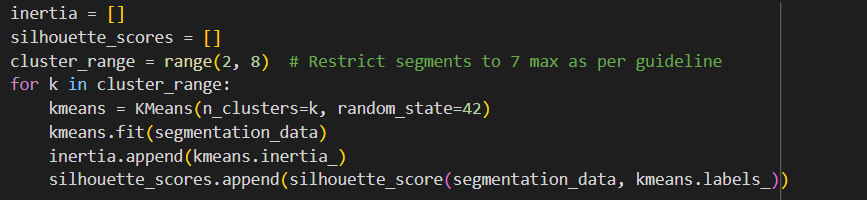 inertia = []
silhouette_scores = []
cluster_range = range(2, 8)  # Restrict segments to 7 max as per guideline
for k in cluster_range:
    kmeans = KMeans(n_clusters=k, random_state=42)
    kmeans.fit(segmentation_data)
    inertia.append(kmeans.inertia_)
    silhouette_scores.append(silhouette_score(segmentation_data, kmeans.labels_))